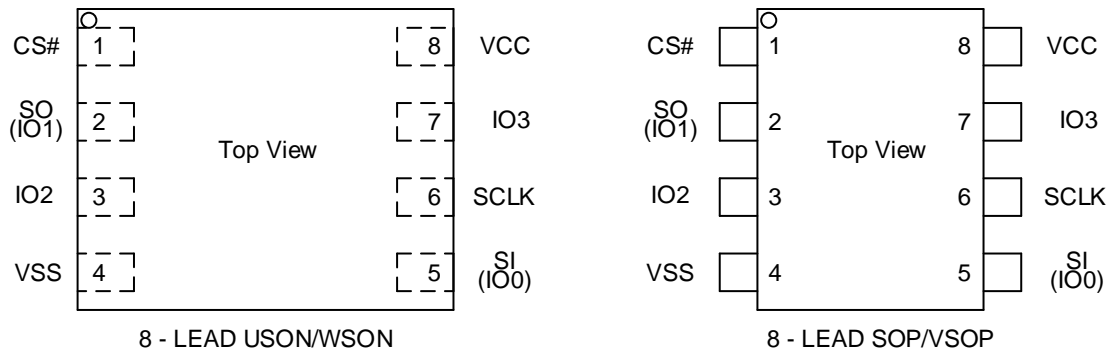 CS# 1 8 VCC
SO
(IO1) 2 7 IO3
Top View
IO2 3 6 SCLK
VSS 4 5 SI
(IO0)
8 - LEAD USON/WSON
CS# 1 8 VCC
SO
(IO1) 2 7 IO3
Top View
IO2 3 6 SCLK
VSS 4 5 SI
(IO0)
8 - LEAD SOP/VSOP